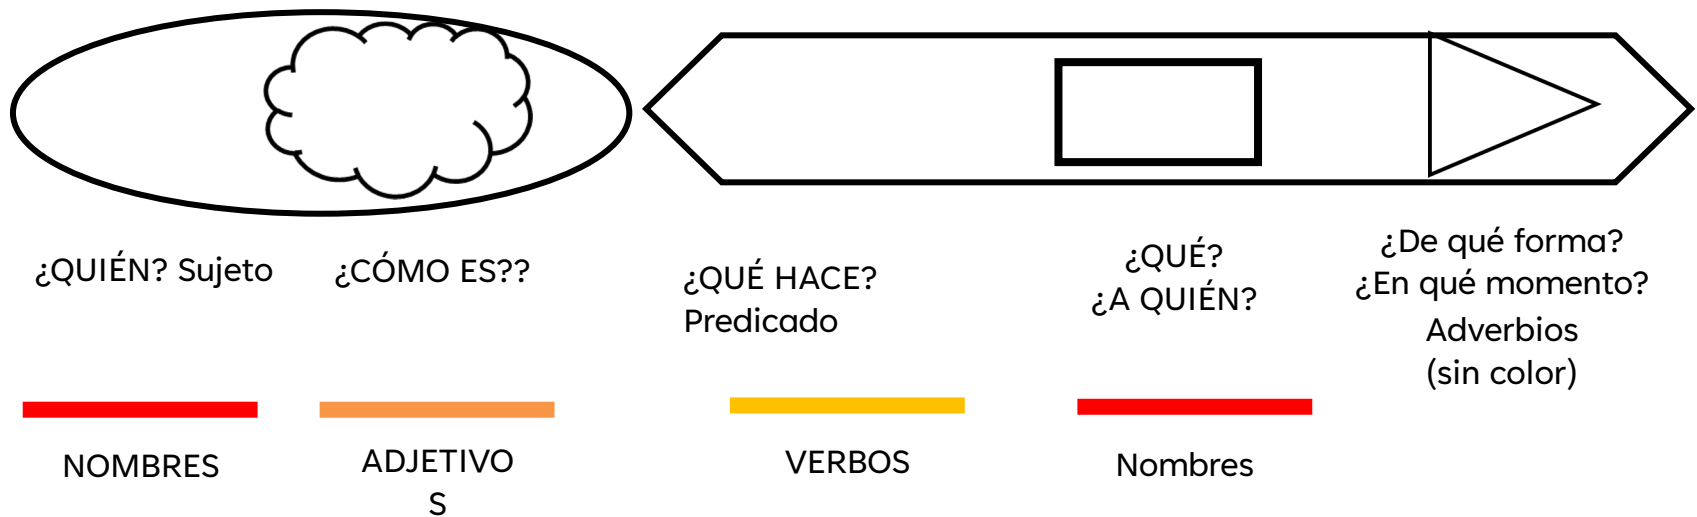 ¿QUIÉN? Sujeto
¿CÓMO ES??
¿QUÉ HACE?
Predicado
¿QUÉ?
¿A QUIÉN?
¿De qué forma?
¿En qué momento?
Adverbios
(sin color)
NOMBRES
ADJETIVO
S
VERBOS
Nombres